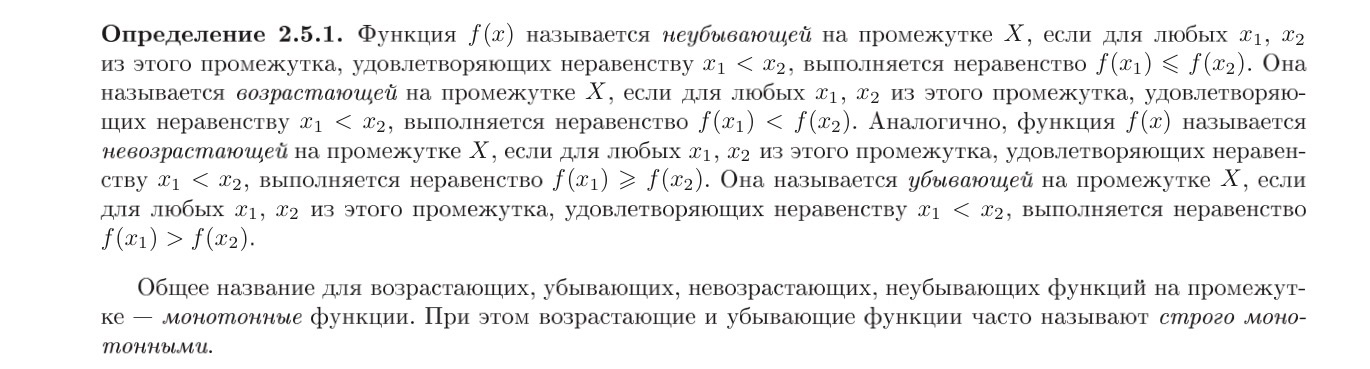 Определение 2.5.1. Функция f(x) называется неубывающей на промежутке X, если для любых x₁, x₂
из этого промежутка, удовлетворяющих неравенству x₁ < x₂, выполняется неравенство f(x₁) ⩽ f(x₂). Она
называется возрастающей на промежутке X, если для любых x₁, x₂ из этого промежутка, удовлетворяю-
щих неравенству x₁ < x₂, выполняется неравенство f(x₁) < f(x₂). Аналогично, функция f(x) называется
невозрастающей на промежутке X, если для любых x₁, x₂ из этого промежутка, удовлетворяющих неравен-
ству x₁ < x₂, выполняется неравенство f(x₁) ⩾ f(x₂). Она называется убывающей на промежутке X, если
для любых x₁, x₂ из этого промежутка, удовлетворяющих неравенству x₁ < x₂, выполняется неравенство
f(x₁) > f(x₂).
Общее название для возрастающих, убывающих, невозрастающих, неубывающих функций на промежут-
ке — монотонные функции. При этом возрастающие и убывающие функции часто называют строго моно-
тонными.